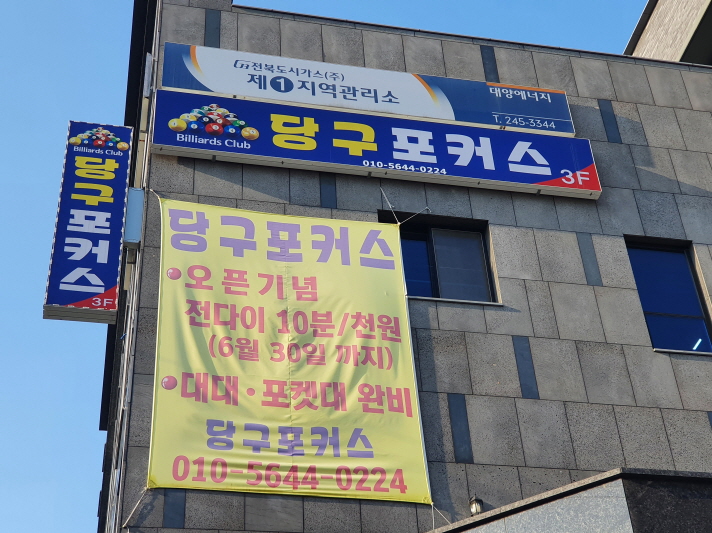 전북도시가스(주)
제1지역관리소
대양에너지
T. 245-3344
Billiards Club
당구포커스
010-5644-0224
3F
Billiards Club
당구포커스
3F
당구포커스
•오픈기념
전다이 10분/천원
(6월 30일 까지)
•대대·포켓대 완비
당구포커스
010-5644-0224